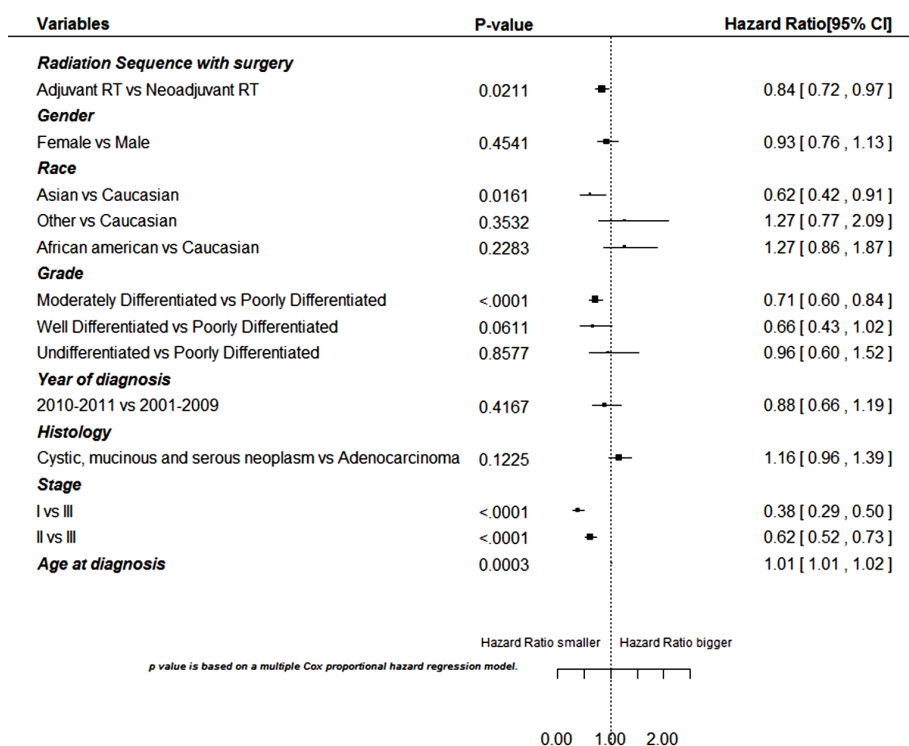 Variables P-value Hazard Ratio[95% CI]
Radiation Sequence with surgery
Adjuvant RT vs Neoadjuvant RT 0.0211 0.84 [ 0.72 , 0.97]
Gender
Female vs Male 0.4541 0.93 [ 0.76 , 1.13]
Race
Asian vs Caucasian 0.0161 0.62 [ 0.42 , 0.91]
Other vs Caucasian 0.3532 1.27 [ 0.77 , 2.09]
African american vs Caucasian 0.2283 1.27 [ 0.86 , 1.87]
Grade
Moderately Differentiated vs Poorly Differentiated <.0001 0.71 [ 0.60 , 0.84]
Well Differentiated vs Poorly Differentiated 0.0611 0.66 [ 0.43 , 1.02]
Undifferentiated vs Poorly Differentiated 0.8577 0.96 [ 0.60 , 1.52]
Year of diagnosis
2010-2011 vs 2001-2009 0.4167 0.88 [ 0.66 , 1.19]
Histology
Cystic, mucinous and serous neoplasm vs Adenocarcinoma 0.1225 1.16 [ 0.96 , 1.39]
Stage
I vs III <.0001 0.38 [ 0.29 , 0.50]
II vs III <.0001 0.62 [ 0.52 , 0.73]
Age at diagnosis 0.0003 1.01 [ 1.01 , 1.02]
Hazard Ratio smaller Hazard Ratio bigger
p value is based on a multiple Cox proportional hazard regression model.
0.00 1.00 2.00